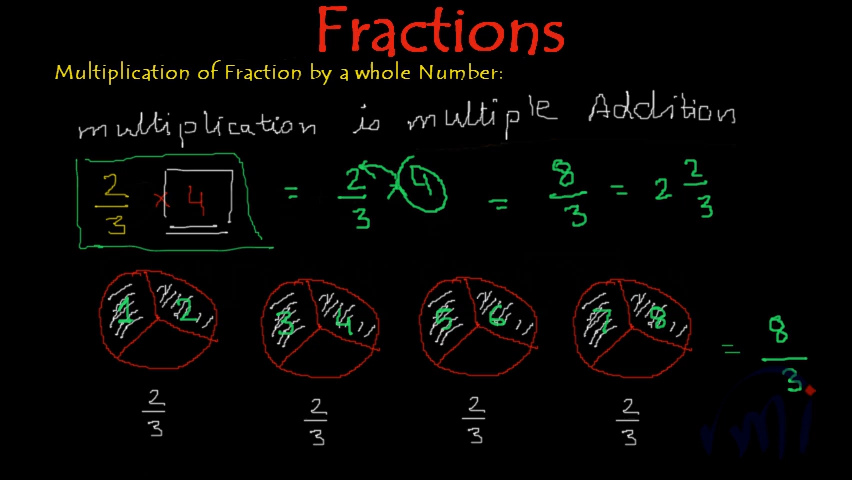 Fractions
Multiplication of Fraction by a whole Number:
multiplication is multiple Addition
2/3 × 4 = 2/3 × 4 = 8/3 = 2 2/3
1 2 3 4 5 6 7 8 = 8/3
2/3 2/3 2/3 2/3
rmi